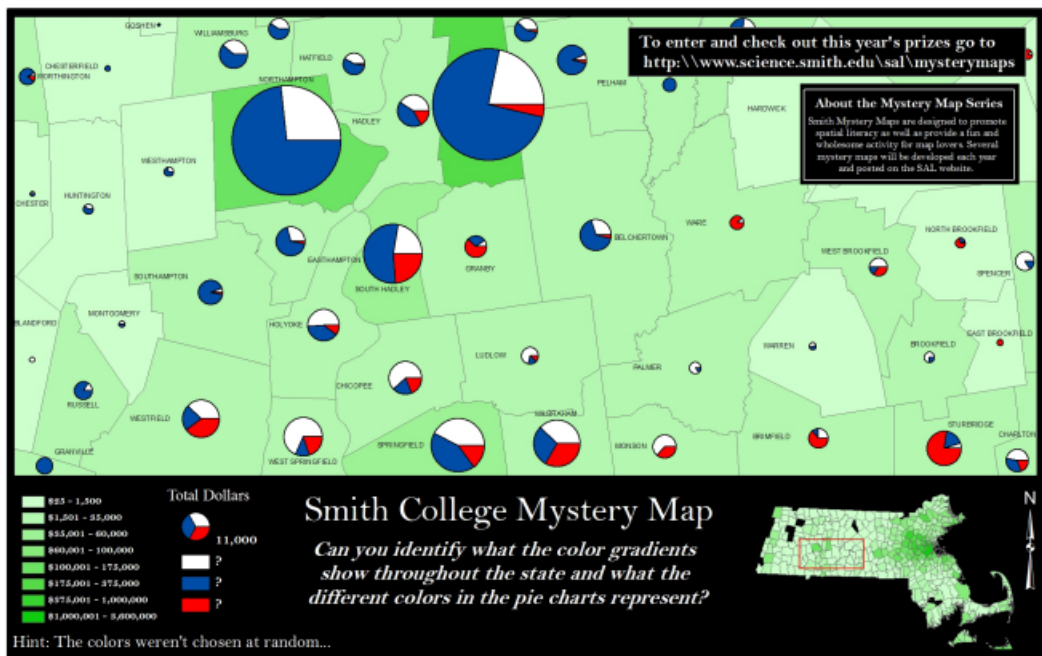 GOSHEN
WILLIAMSBURG
CHESTERFIELD
WORTHINGTON
HATFIELD
NORTHAMPTON
HADLEY
PELHAM
HARDWICK
To enter and check out this year's prizes go to
http:\\www.science.smith.edu\sal\mysterymaps
About the Mystery Map Series
Smith Mystery Maps are designed to promote
spatial literacy as well as provide a fun and
wholesome activity for map lovers. Several
mystery maps will be developed each year
and posted on the SAL website.
WESTHAMPTON
CHESTER
HUNTINGTON
EASTHAMPTON
SOUTH HADLEY
GRANBY
BELCHERTOWN
WARE
WEST BROOKFIELD
NORTH BROOKFIELD
SPENCER
SOUTHAMPTON
BLANDFORD
MONTGOMERY
HOLYOKE
LUDLOW
PALMER
WARREN
BROOKFIELD
EAST BROOKFIELD
CHICOPEE
RUSSELL
WESTFIELD
WEST SPRINGFIELD
SPRINGFIELD
WILBRAHAM
MONSON
BRIMFIELD
STURBRIDGE
CHARLTON
GRANVILLE
$25 - 1,500
$1,501 - 35,000
$35,001 - 60,000
$60,001 - 100,000
$100,001 - 175,000
$175,001 - 375,000
$375,001 - 1,000,000
$1,000,001 - 3,600,000
Total Dollars
11,000
?
?
?
Smith College Mystery Map
Can you identify what the color gradients
show throughout the state and what the
different colors in the pie charts represent?
N
Hint: The colors weren't chosen at random...